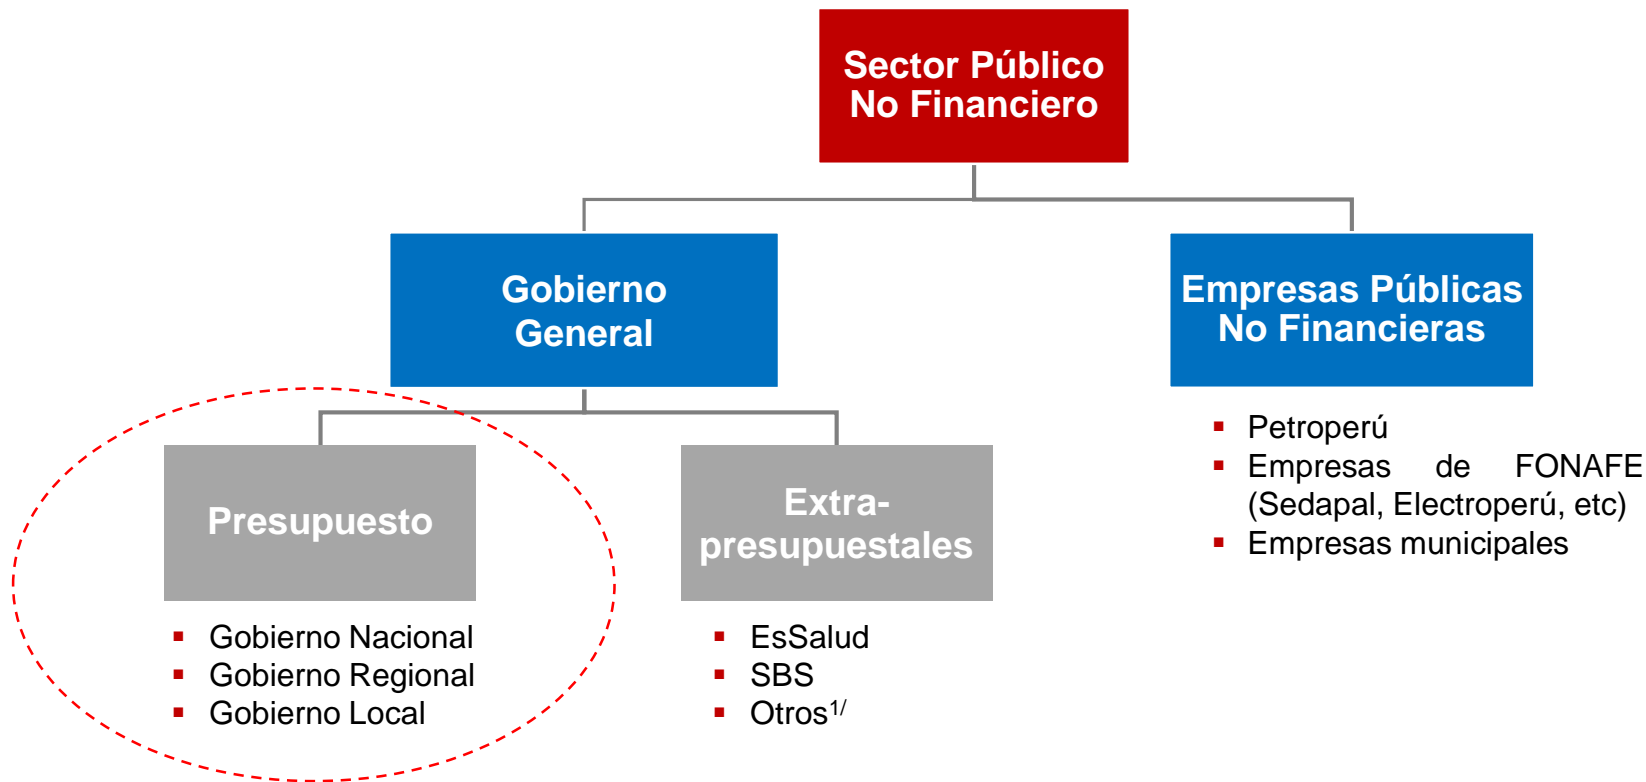 Sector Público
No Financiero
Gobierno
General
Empresas Públicas
No Financieras
Presupuesto
Extra-
presupuestales
▪ Gobierno Nacional
▪ Gobierno Regional
▪ Gobierno Local
▪ EsSalud
▪ SBS
▪ Otros1/
▪ Petroperú
▪ Empresas de FONAFE
(Sedapal, Electroperú, etc)
▪ Empresas municipales